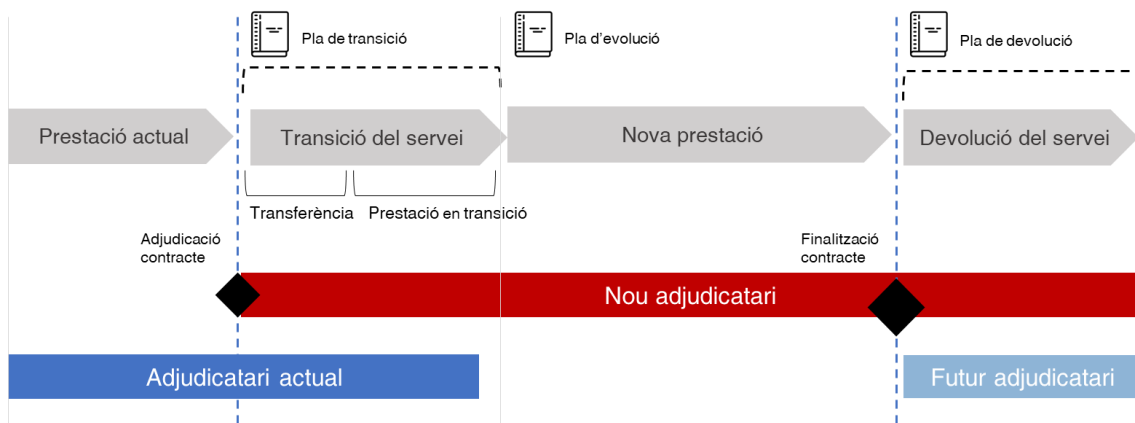 Pla de transició
Pla d’evolució
Pla de devolució
Prestació actual
Transició del servei
Nova prestació
Devolució del servei
Transferència
Prestació en transició
Adjudicació
contracte
Finalització
contracte
Nou adjudicatari
Adjudicatari actual
Futur adjudicatari